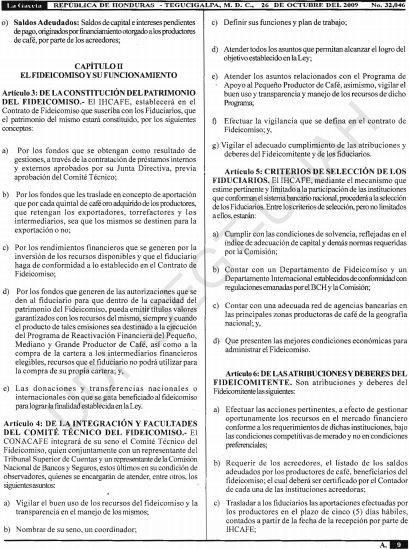 La Gaceta REPÚBLICA DE HONDURAS - TEGUCIGALPA, M. D. C., 26 DE OCTUBRE DEL 2009 No. 32,046
o) Saldos Adeudados: Saldos de capital e intereses pendientes
de pago, originados por financiamiento otorgado a los productores
de café, por parte de los acreedores;
CAPÍTULO II
EL FIDEICOMISO Y SU FUNCIONAMIENTO
Artículo 3: DE LA CONSTITUCIÓN DEL PATRIMONIO
DEL FIDEICOMISO.- El IHCAFE, establecerá en el
Contrato de Fideicomiso que suscriba con los Fiduciarios, que
el patrimonio del mismo estará constituido, por los siguientes
conceptos:
a) Por los fondos que se obtengan como resultado de
gestiones, a través de la contratación de préstamos internos
y externos aprobados por su Junta Directiva, previa
aprobación del Comité Técnico;
b) Por los fondos que les traslade en concepto de aportación
que por cada quintal de café oro adquirido de los productores,
que retengan los exportadores, torrefactores y los
intermediarios, sea que los mismos se destinen para la
exportación o no;
c) Por los rendimientos financieros que se generen por la
inversión de los recursos disponibles y que el fiduciario
haga de conformidad a lo establecido en el Contrato de
Fideicomiso;
d) Por los fondos que generen de las autorizaciones que se
den al fiduciario para que dentro de la capacidad del
patrimonio del Fideicomiso, pueda emitir títulos valores
garantizados con los recursos del mismo, siempre y cuando
el producto de tales emisiones sea destinado a la ejecución
del Programa de Reactivación Financiera del Pequeño,
Mediano y Grande Productor de Café, así como a la
compra de la cartera a los intermediarios financieros
elegibles, recursos que el fiduciario no podrá utilizar para
la compra de su propia cartera; y,
e) Las donaciones y transferencias nacionales o
internacionales que se gesta beneficiado al fideicomiso
para lograr la finalidad establecida en la Ley.
Artículo 4: DE LA INTEGRACIÓN Y FACULTADES
DEL COMITÉ TÉCNICO DEL FIDEICOMISO.- El
CONACAFE integrará de su seno el Comité Técnico del
Fideicomiso, quien conjuntamente con un representante del
Tribunal Superior de Cuentas y un representante de la Comisión
Nacional de Bancos y Seguros, estos últimos en su condición de
observadores, quienes se encargarán de atender, entre otros, los
siguientes asuntos:
a) Vigilar el buen uso de los recursos del fideicomiso y la
transparencia en el manejo de los mismos;
b) Nombrar de su seno, un coordinador;
c) Definir sus funciones y plan de trabajo;
d) Atender todos los asuntos que permitan alcanzar el logro del
objetivo establecido en la Ley;
e) Atender los asuntos relacionados con el Programa de
Apoyo al Pequeño Productor de Café, asimismo, vigilar el
buen uso y transparencia y manejo de los recursos de dicho
Programa;
f) Efectuar la vigilancia que se defina en el contrato de
Fideicomiso; y,
g) Vigilar el adecuado cumplimiento de las atribuciones y
deberes del Fideicomitente y de los fiduciarios.
Artículo 5: CRITERIOS DE SELECCIÓN DE LOS
FIDUCIARIOS. El IHCAFE, mediante el mecanismo que
estime pertinente y limitado a la participación de las instituciones
que conforman el sistema bancario nacional, procederá a la selección
de los Fiduciarios. Entre los criterios de selección, pero no limitados
a ellos, estarán:
a) Cumplir con las condiciones de solvencia, reflejadas en el
índice de adecuación de capital y demás normas requeridas
por la Comisión;
b) Contar con un Departamento de Fideicomiso y un
Departamento Internacional establecidos de conformidad con
regulaciones emanadas por el BCH y la Comisión;
c) Contar con una adecuada red de agencias bancarias en
las principales zonas productoras de café de la geografía
nacional; y,
d) Que presenten las mejores condiciones económicas para
administrar el Fideicomiso.
Artículo 6: DE LAS ATRIBUCIONES Y DEBERES DEL
FIDEICOMITENTE. Son atribuciones y deberes del
Fideicomitente las siguientes:
a) Efectuar las acciones pertinentes, a efecto de gestionar
oportunamente los recursos en el mercado financiero
conforme a los requerimientos de dichas instituciones, bajo
las condiciones competitivas de merado y no en condiciones
preferenciales;
b) Requerir de los acreedores, el listado de los saldos
adeudados por los productores de café, beneficiarios del
fideicomiso; el cual deberá ser certificado por el Contador
de cada una de las instituciones acreedoras;
c) Trasladar a los fiduciarios las aportaciones efectuadas por
los productores en el plazo de cinco (5) días hábiles,
contados a partir de la fecha de la recepción por parte de
IHCAFE;
A. 9